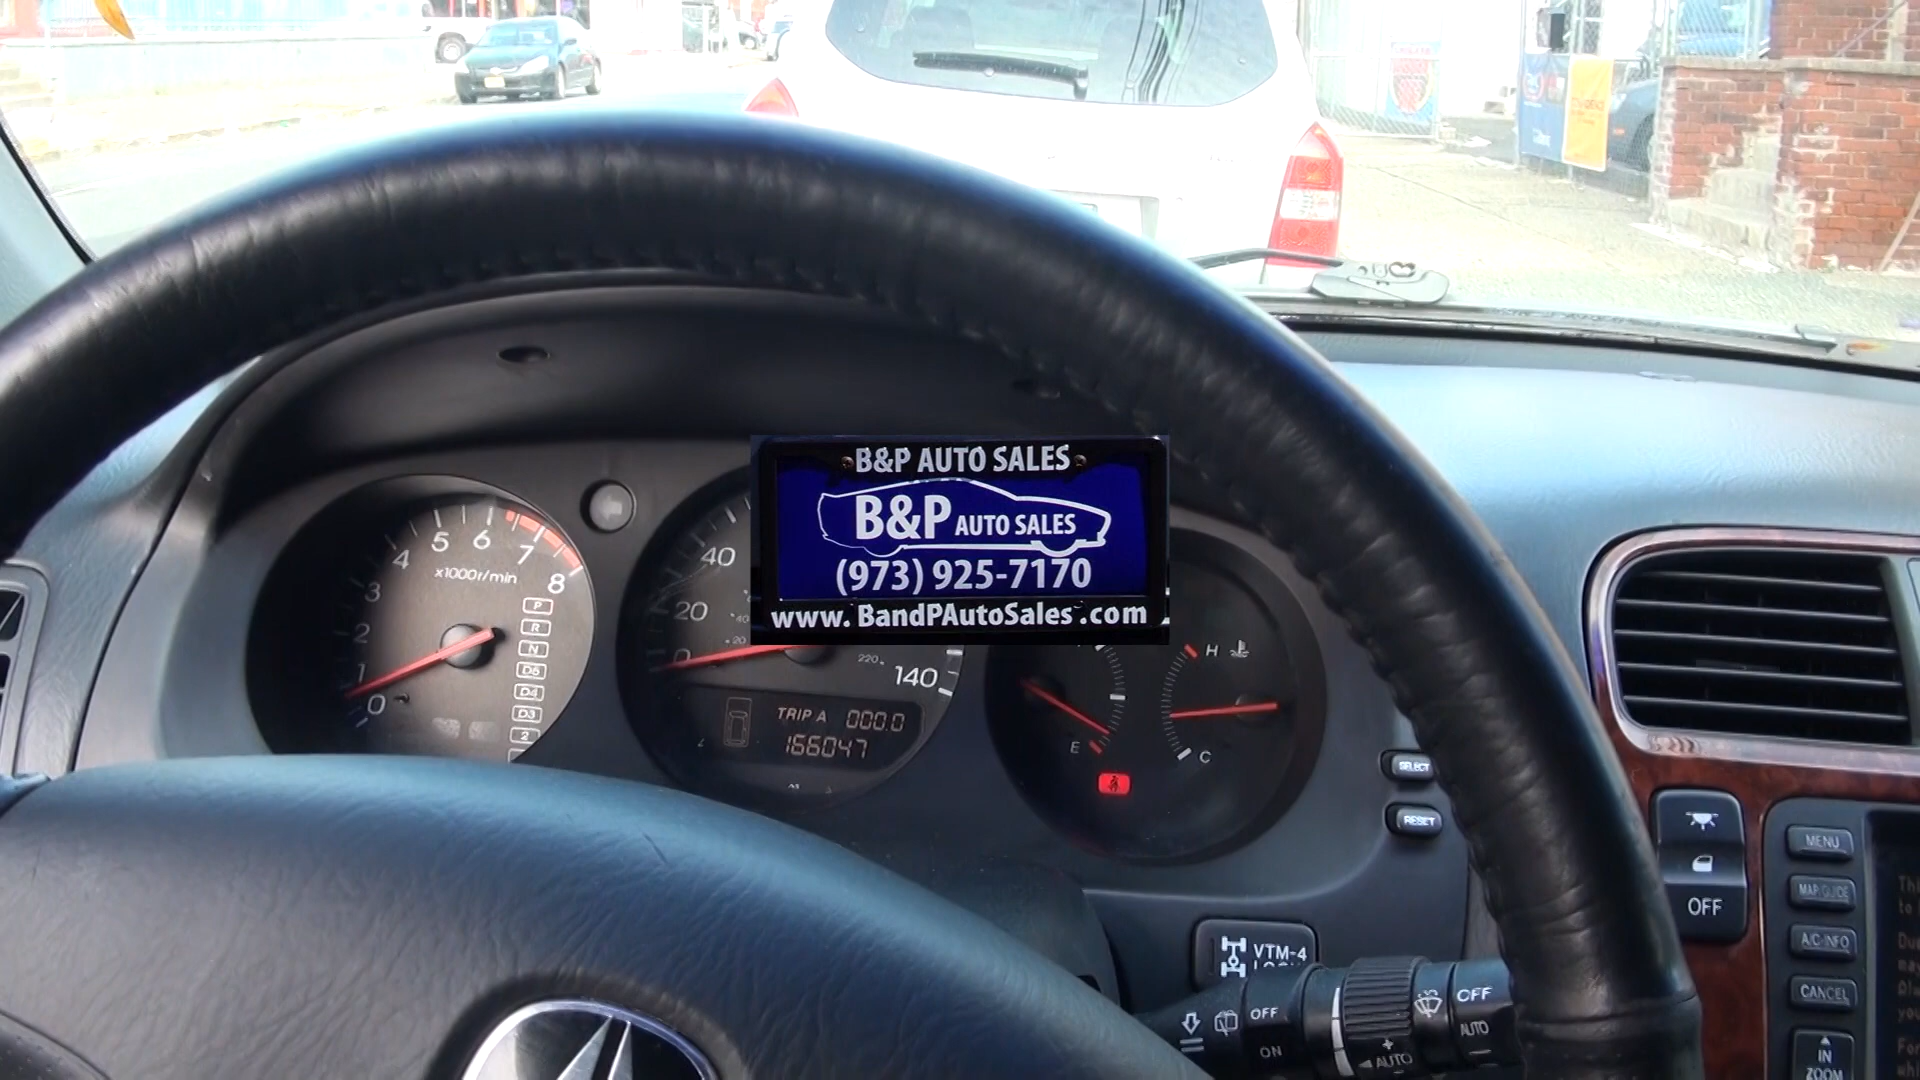 B&P AUTO SALES
B&P AUTO SALES
(973) 925-7170
www. BandPAutoSales .com
8
7
6
5
4
3
2
1
0
x1000r/min
P
R
N
D5
D4
D3
2
40
20
0
140
220
TRIP A 000.0
166047
H
C
E
SELECT
RESET
VTM-4
OFF
ON
OFF
AUTO
AUTO
OFF
MENU
MAP/GUIDE
A/C INFO
CANCEL
IN
ZOOM